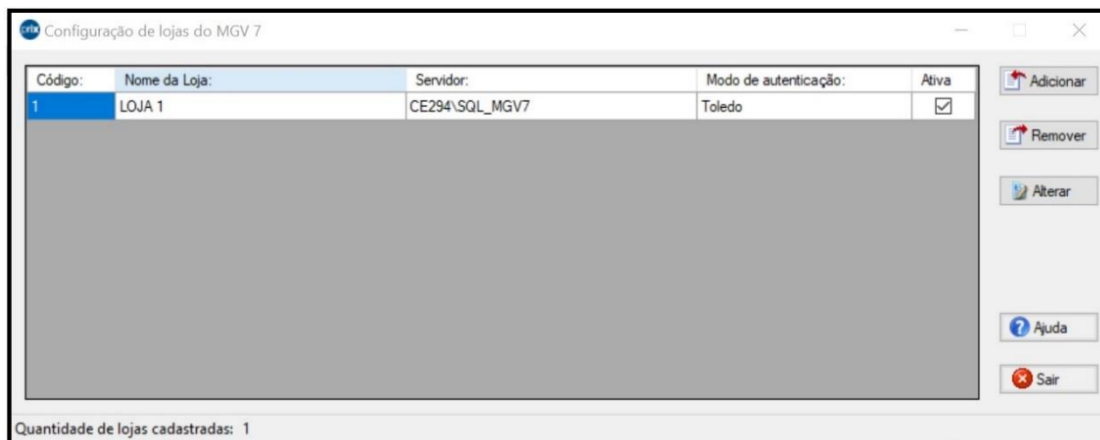 prix Configuração de lojas do MGV 7
Código: Nome da Loja: Servidor: Modo de autenticação: Ativa
1 LOJA 1 CE294\SQL_MGV7 Toledo
Adicionar
Remover
Alterar
Ajuda
Sair
Quantidade de lojas cadastradas: 1